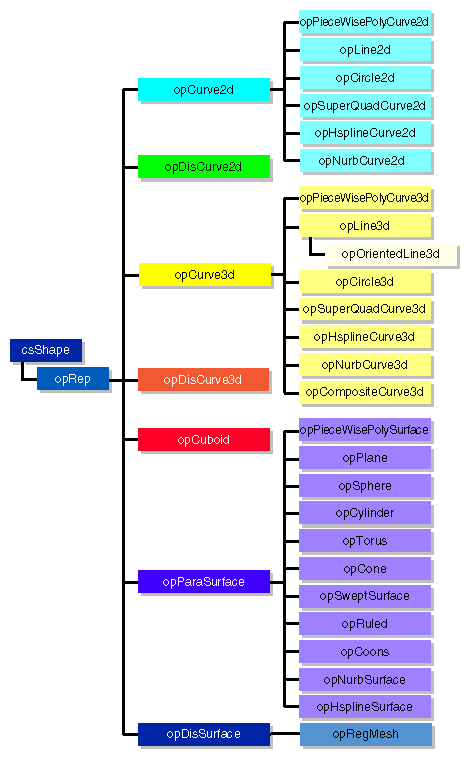 csShape
opRep
opCurve2d
opPieceWisePolyCurve2d
opLine2d
opCircle2d
opSuperQuadCurve2d
opHsplineCurve2d
opNurbCurve2d
opDisCurve2d
opCurve3d
opPieceWisePolyCurve3d
opLine3d
opOrientedLine3d
opCircle3d
opSuperQuadCurve3d
opHsplineCurve3d
opNurbCurve3d
opCompositeCurve3d
opDisCurve3d
opCuboid
opParaSurface
opPieceWisePolySurface
opPlane
opSphere
opCylinder
opTorus
opCone
opSweptSurface
opRuled
opCoons
opNurbSurface
opHsplineSurface
opDisSurface
opRegMesh